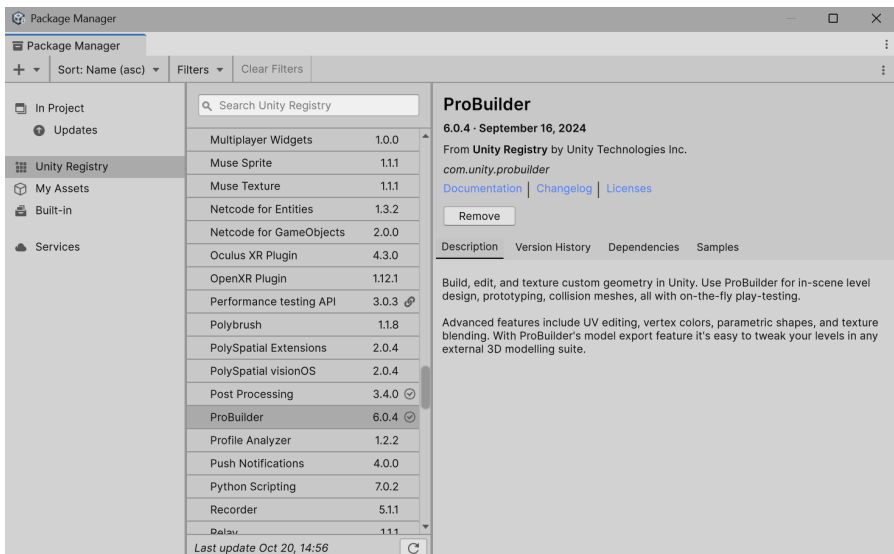 Package Manager
Package Manager
Sort: Name (asc)
Filters
Clear Filters
In Project
Updates
Unity Registry
My Assets
Built-in
Services
Search Unity Registry
Multiplayer Widgets 1.0.0
Muse Sprite 1.1.1
Muse Texture 1.1.1
Netcode for Entities 1.3.2
Netcode for GameObjects 2.0.0
Oculus XR Plugin 4.3.0
OpenXR Plugin 1.12.1
Performance testing API 3.0.3
Polybrush 1.1.8
PolySpatial Extensions 2.0.4
PolySpatial visionOS 2.0.4
Post Processing 3.4.0
ProBuilder 6.0.4
Profile Analyzer 1.2.2
Push Notifications 4.0.0
Python Scripting 7.0.2
Recorder 5.1.1
Relay 1.1.1
Last update Oct 20, 14:56
ProBuilder
6.0.4 · September 16, 2024
From Unity Registry by Unity Technologies Inc.
com.unity.probuilder
Documentation | Changelog | Licenses
Remove
Description Version History Dependencies Samples
Build, edit, and texture custom geometry in Unity. Use ProBuilder for in-scene level
design, prototyping, collision meshes, all with on-the-fly play-testing.
Advanced features include UV editing, vertex colors, parametric shapes, and texture
blending. With ProBuilder's model export feature it's easy to tweak your levels in any
external 3D modelling suite.